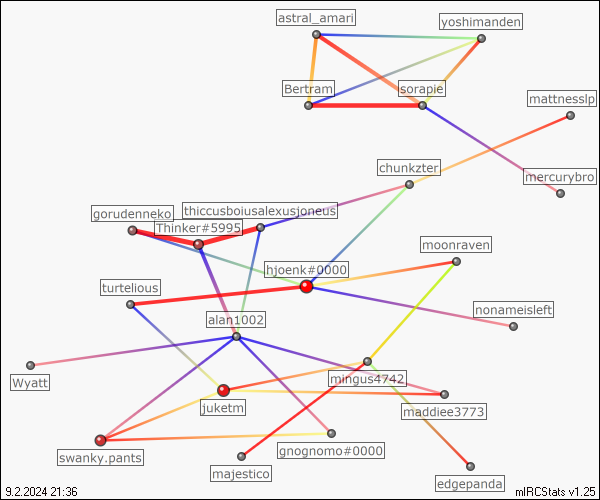 astral_amari
yoshimanden
Bertram
sorapie
mattnesslp
chunkzter
mercurybro
gorudenneko
thiccusboiusalexusjoneus
Thinker#5995
moonraven
hjoenk#0000
turtelious
nonameisleft
alan1002
Wyatt
mingus4742
juketm
maddiee3773
swanky.pants
gnognomo#0000
majestico
edgepanda
9.2.2024 21:36
mIRCStats v1.25